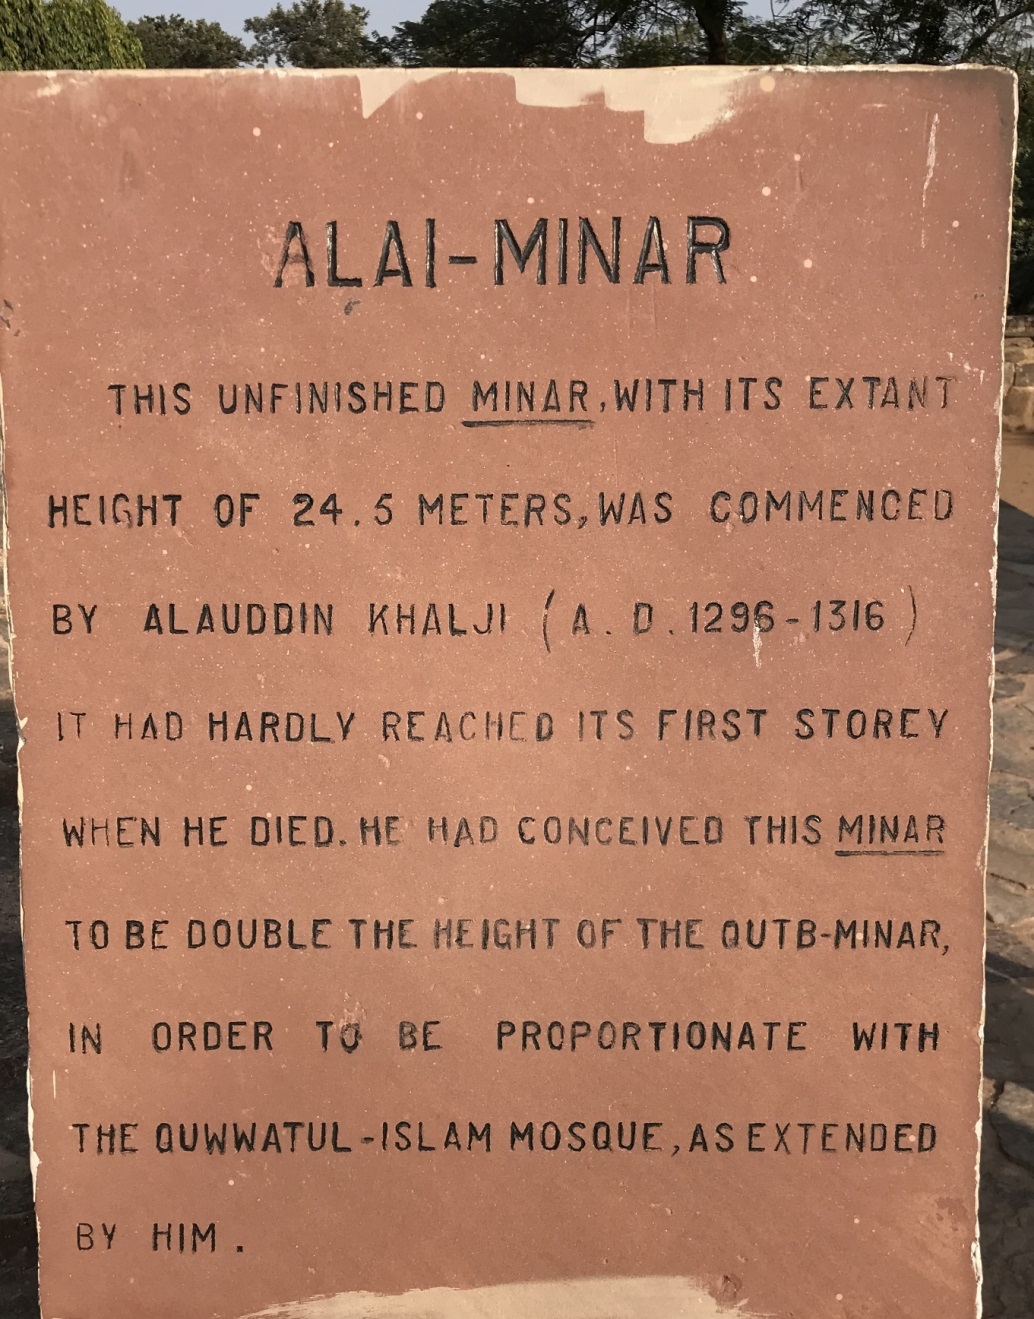 ALAI-MINAR
THIS UNFINISHED MINAR, WITH ITS EXTANT
HEIGHT OF 24.5 METERS, WAS COMMENCED
BY ALAUDDIN KHALJI (A.D.1296-1316)
IT HAD HARDLY REACHED ITS FIRST STOREY
WHEN HE DIED. HE HAD CONCEIVED THIS MINAR
TO BE DOUBLE THE HEIGHT OF THE QUTB-MINAR,
IN ORDER TO BE PROPORTIONATE WITH
THE QUWWATUL-ISLAM MOSQUE, AS EXTENDED
BY HIM.